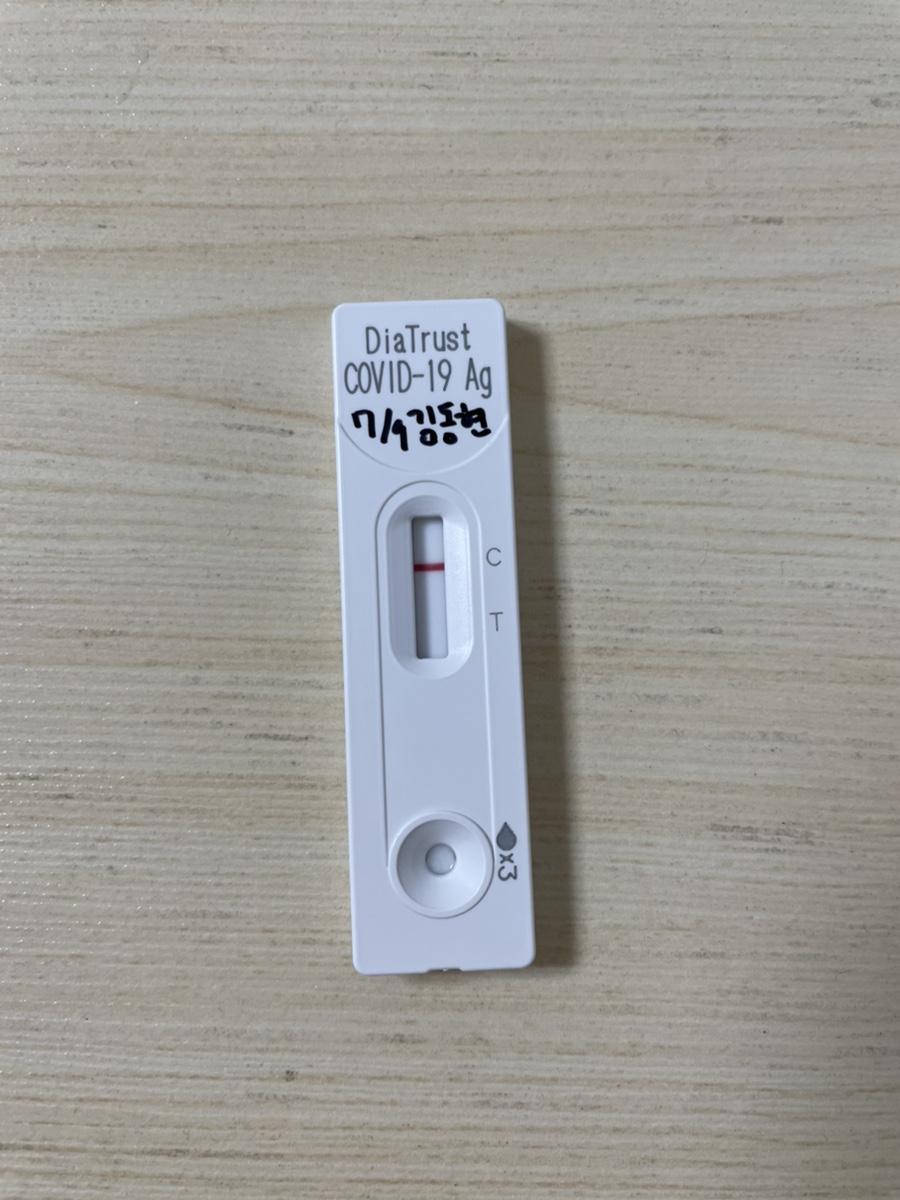 DiaTrust
COVID-19 Ag
7/9 김동현
C
T
x3